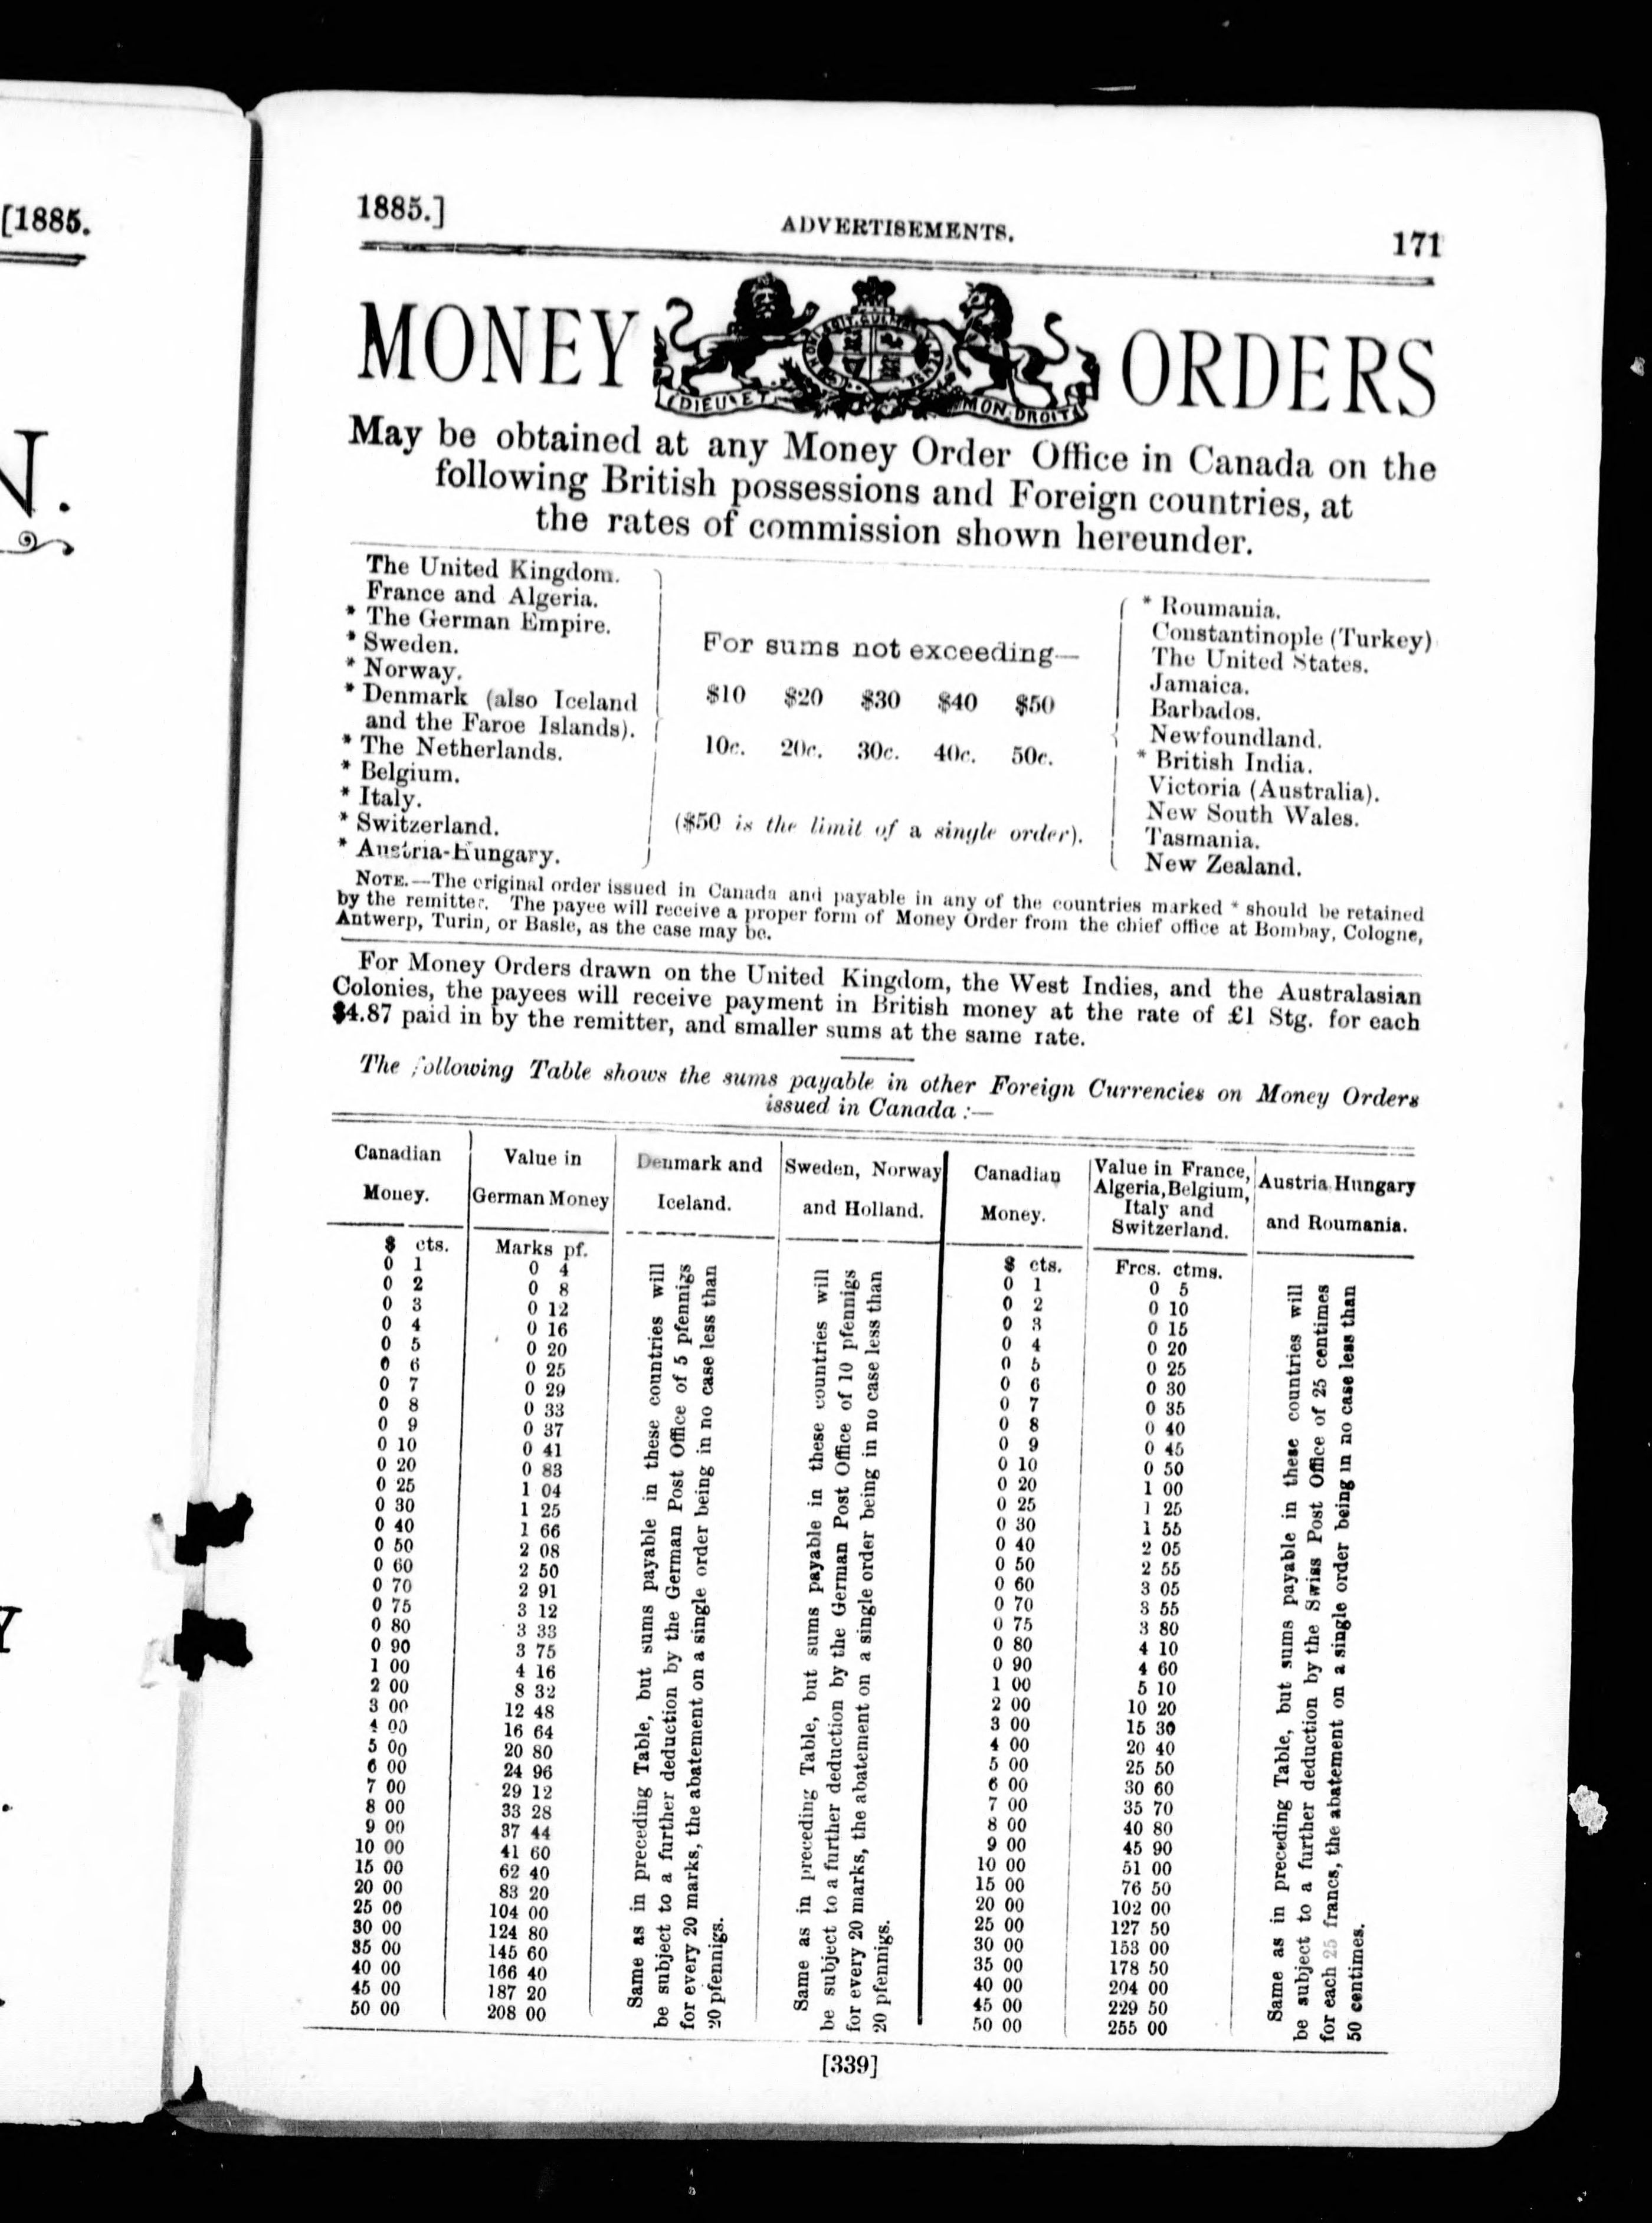 [1885.
N.
Y
1885.]
ADVERTISEMENTS.
171
MONEY ORDERS
DIEU ET MON DROIT
May be obtained at any Money Order Office in Canada on the
following British possessions and Foreign countries, at
the rates of commission shown hereunder.
The United Kingdom.
France and Algeria.
* The German Empire.
* Sweden.
* Norway.
* Denmark (also Iceland
and the Faroe Islands).
* The Netherlands.
* Belgium.
* Italy.
* Switzerland.
* Austria-Hungary.
For sums not exceeding—
$10 $20 $30 $40 $50
10c. 20c. 30c. 40c. 50c.
($50 is the limit of a single order).
* Roumania.
Constantinople (Turkey)
The United States.
Jamaica.
Barbados.
Newfoundland.
* British India.
Victoria (Australia).
New South Wales.
Tasmania.
New Zealand.
NOTE.—The original order issued in Canada and payable in any of the countries marked * should be retained
by the remitter. The payee will receive a proper form of Money Order from the chief office at Bombay, Cologne,
Antwerp, Turin, or Basle, as the case may be.
For Money Orders drawn on the United Kingdom, the West Indies, and the Australasian
Colonies, the payees will receive payment in British money at the rate of £1 Stg. for each
$4.87 paid in by the remitter, and smaller sums at the same rate.
The following Table shows the sums payable in other Foreign Currencies on Money Orders
issued in Canada :—
Canadian
Money.
$ cts.
0 1
0 2
0 3
0 4
0 5
0 6
0 7
0 8
0 9
0 10
0 20
0 25
0 30
0 40
0 50
0 60
0 70
0 75
0 80
0 90
1 00
2 00
3 00
4 00
5 00
6 00
7 00
8 00
9 00
10 00
15 00
20 00
25 00
30 00
35 00
40 00
45 00
50 00
Value in
German Money
Marks pf.
0 4
0 8
0 12
0 16
0 20
0 25
0 29
0 33
0 37
0 41
0 83
1 04
1 25
1 66
2 08
2 50
2 91
3 12
3 33
3 75
4 16
8 32
12 48
16 64
20 80
24 96
29 12
33 28
37 44
41 60
62 40
83 20
104 00
124 80
145 60
166 40
187 20
208 00
Denmark and
Iceland.
Same as in preceding Table, but sums payable in these countries will
be subject to a further deduction by the German Post Office of 5 pfennigs
for every 20 marks, the abatement on a single order being in no case less than
20 pfennigs.
Sweden, Norway
and Holland.
Same as in preceding Table, but sums payable in these countries will
be subject to a further deduction by the German Post Office of 10 pfennigs
for every 20 marks, the abatement on a single order being in no case less than
20 pfennigs.
Canadian
Money.
$ cts.
0 1
0 2
0 3
0 4
0 5
0 6
0 7
0 8
0 9
0 10
0 20
0 25
0 30
0 40
0 50
0 60
0 70
0 75
0 80
0 90
1 00
2 00
3 00
4 00
5 00
6 00
7 00
8 00
9 00
10 00
15 00
20 00
25 00
30 00
35 00
40 00
45 00
50 00
Value in France,
Algeria, Belgium,
Italy and
Switzerland.
Frcs. ctms.
0 5
0 10
0 15
0 20
0 25
0 30
0 35
0 40
0 45
0 50
1 00
1 25
1 55
2 05
2 55
3 05
3 55
3 80
4 10
4 60
5 10
10 20
15 30
20 40
25 50
30 60
35 70
40 80
45 90
51 00
76 50
102 00
127 50
153 00
178 50
204 00
229 50
255 00
Austria Hungary
and Roumania.
Same as in preceding Table, but sums payable in these countries will
be subject to a further deduction by the Swiss Post Office of 25 centimes
for each 25 francs, the abatement on a single order being in no case less than
50 centimes.
[339]